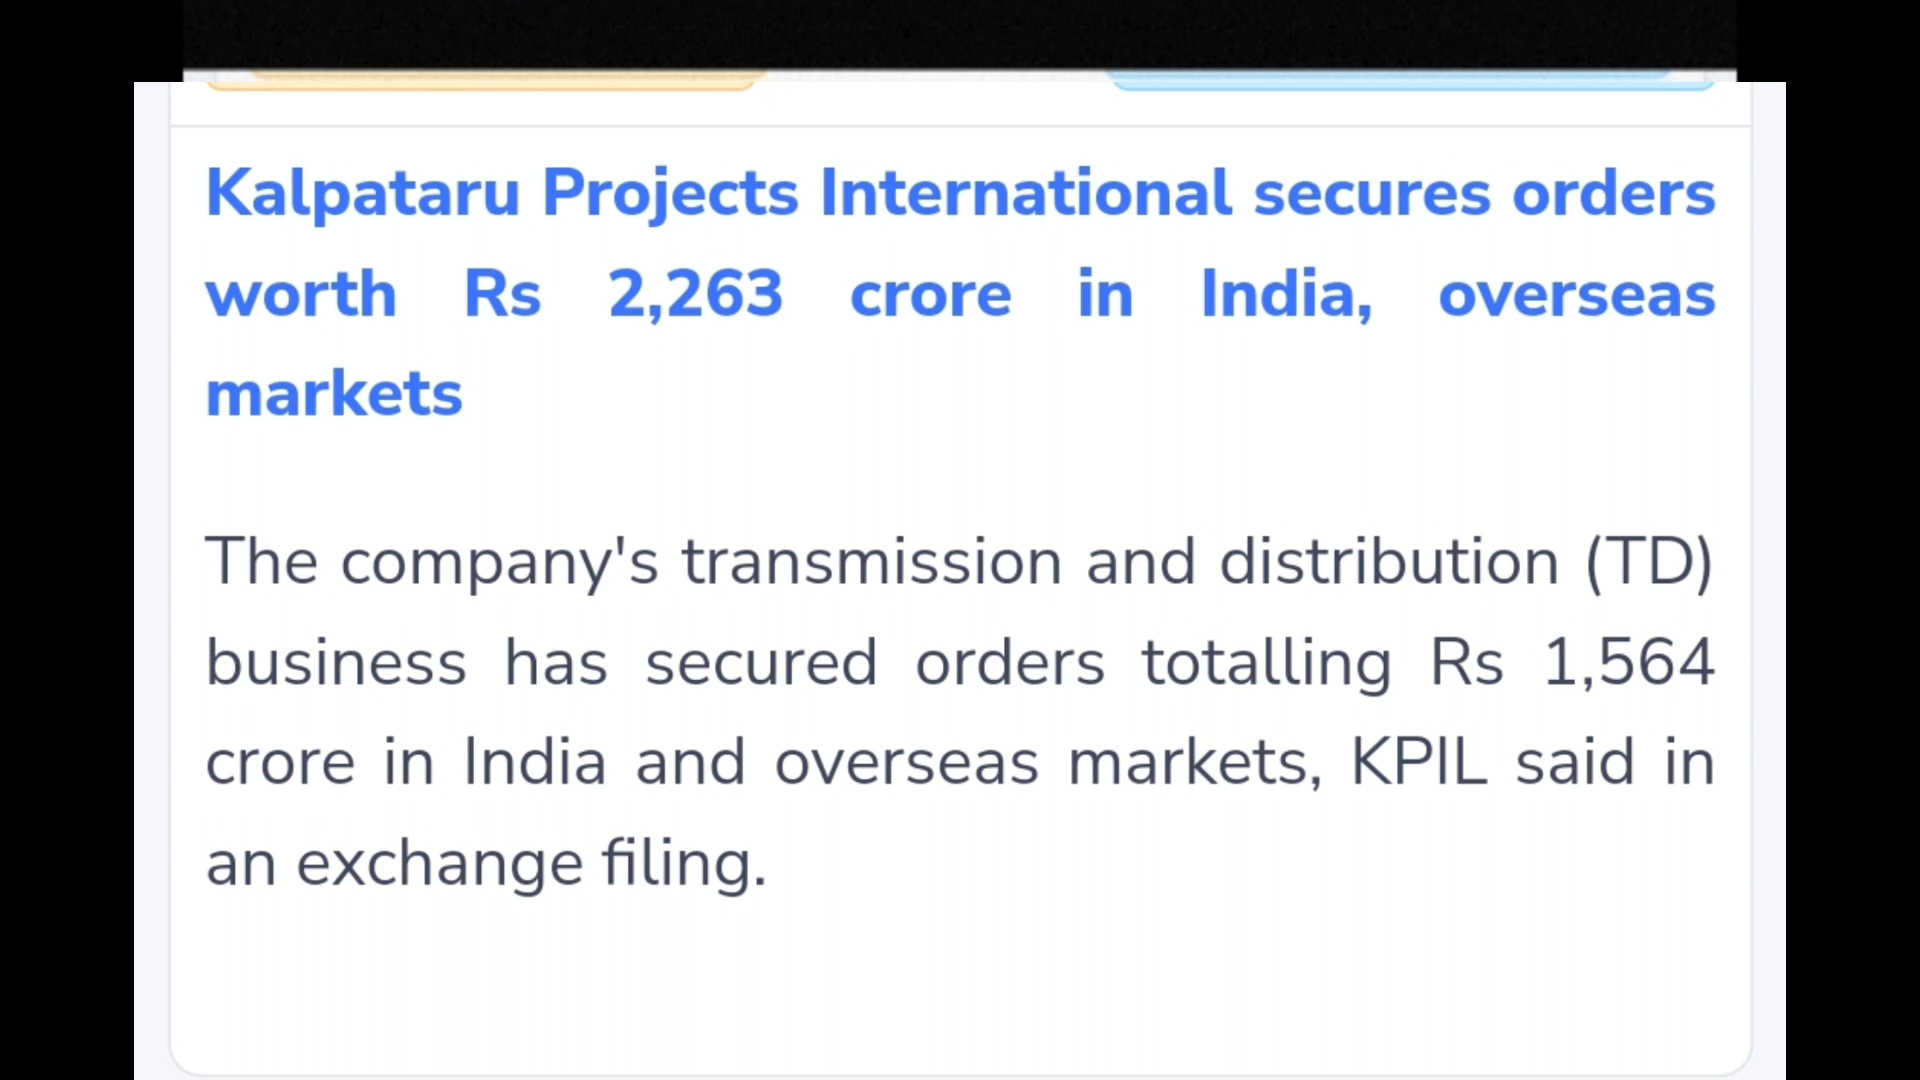 Kalpataru Projects International secures orders
worth Rs 2,263 crore in India, overseas
markets
The company's transmission and distribution (TD)
business has secured orders totalling Rs 1,564
crore in India and overseas markets, KPIL said in
an exchange filing.